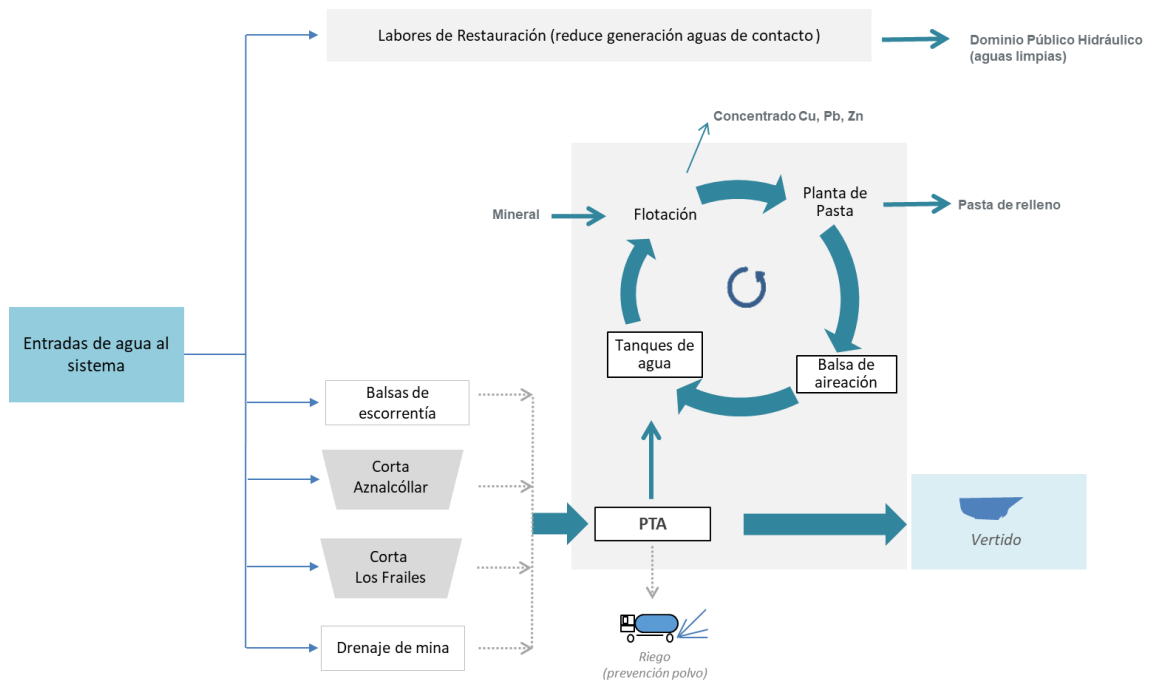 Labores de Restauración (reduce generación aguas de contacto)
Dominio Público Hidráulico
(aguas limpias)
Concentrado Cu, Pb, Zn
Mineral
Flotación
Planta de
Pasta
Pasta de relleno
Entradas de agua al
sistema
Tanques de
agua
Balsa de
aireación
Balsas de
escorrentía
Corta
Aznalcóllar
PTA
Vertido
Corta
Los Frailes
Drenaje de mina
Riego
(prevención polvo)